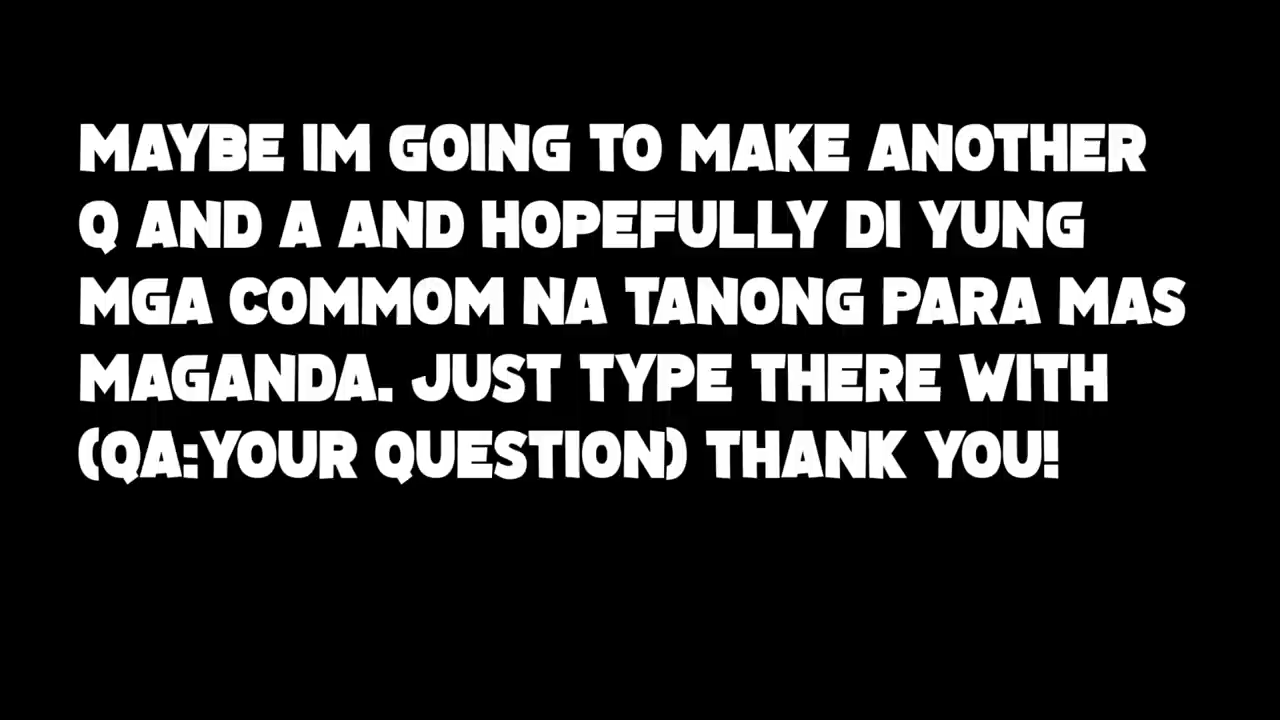 MAYBE IM GOING TO MAKE ANOTHER
Q AND A AND HOPEFULLY DI YUNG
MGA COMMOM NA TANONG PARA MAS
MAGANDA. JUST TYPE THERE WITH
(QA:YOUR QUESTION) THANK YOU!